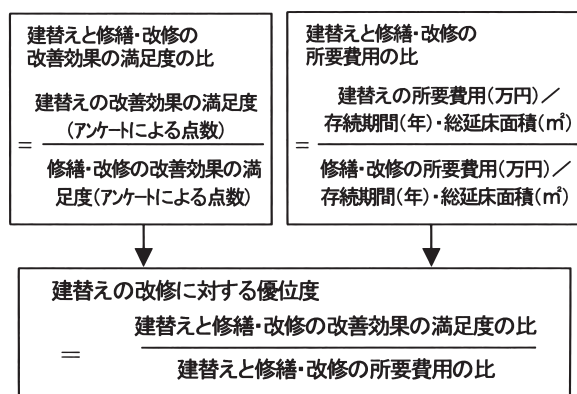 建替えと修繕・改修の
改善効果の満足度の比
建替えの改善効果の満足度
(アンケートによる点数)
=
修繕・改修の改善効果の満
足度(アンケートによる点数)
建替えと修繕・改修の
所要費用の比
建替えの所要費用(万円)/
存続期間(年)・総延床面積(㎡)
=
修繕・改修の所要費用(万円)/
存続期間(年)・総延床面積(㎡)
建替えの改修に対する優位度
建替えと修繕・改修の改善効果の満足度の比
=
建替えと修繕・改修の所要費用の比